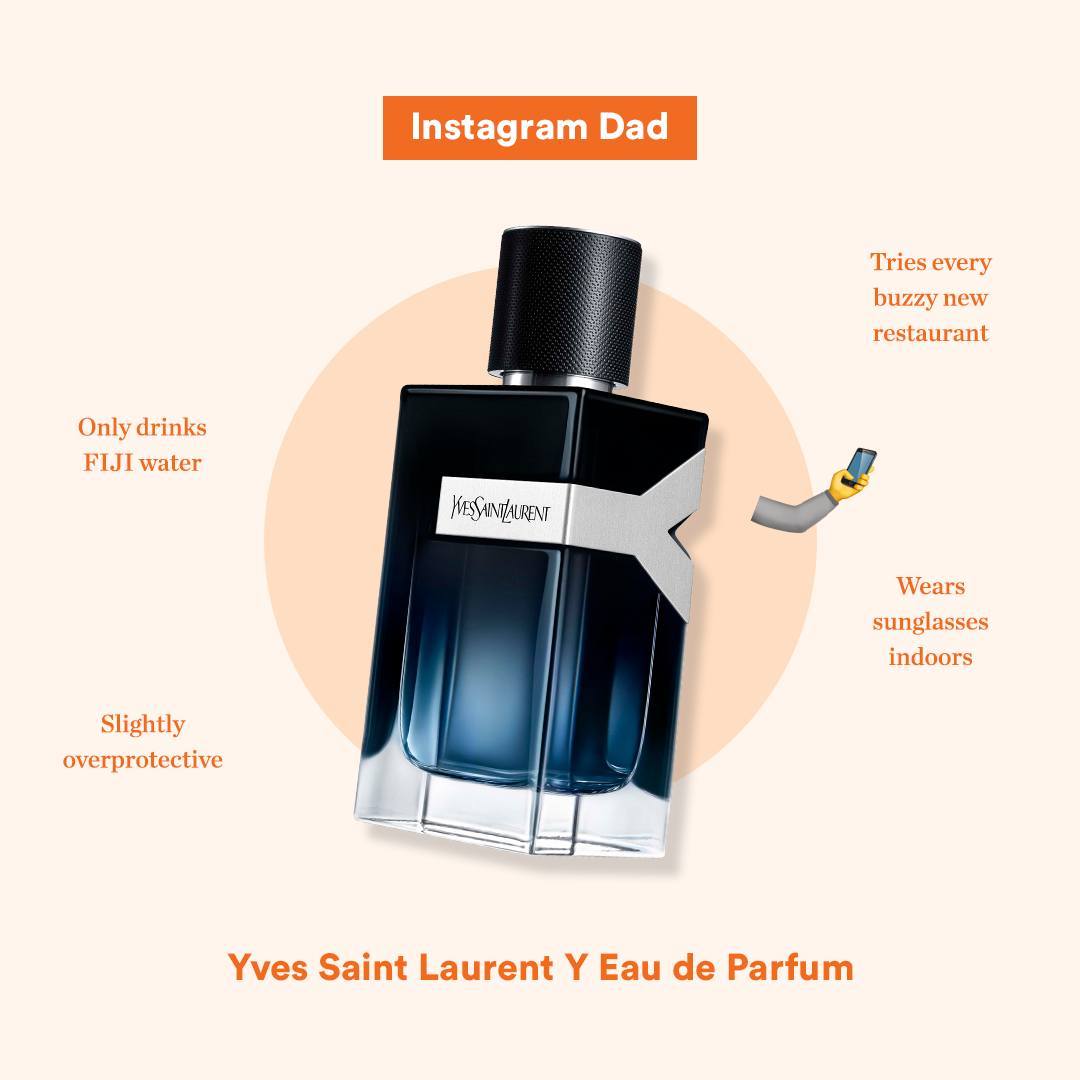 Instagram Dad
Tries every
buzzy new
restaurant
Only drinks
FIJI water
YVESSAINTLAURENT
Wears
sunglasses
indoors
Slightly
overprotective
Yves Saint Laurent Y Eau de Parfum